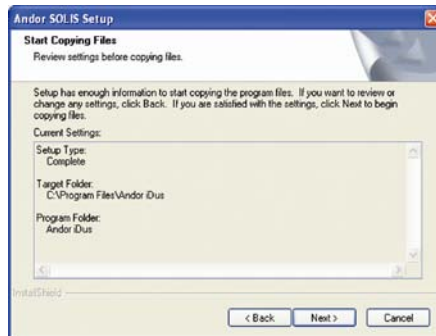 Andor SOLIS Setup
Start Copying Files
Review settings before copying files.
Setup has enough information to start copying the program files. If you want to review or
change any settings, click Back. If you are satisfied with the settings, click Next to begin
copying files.
Current Settings:
Setup Type:
Complete
Target Folder:
C:\Program Files\Andor iDus
Program Folder:
Andor iDus
InstallShield
< Back
Next >
Cancel